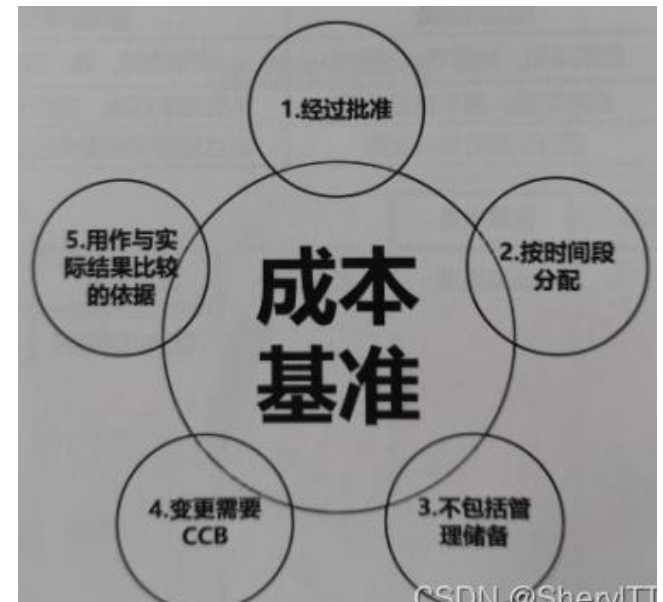 1.经过批准
2.按时间段
分配
3.不包括管
理储备
4.变更需要
CCB
5.用作与实
际结果比较
的依据
成本
基准
CSDN @SherylTT